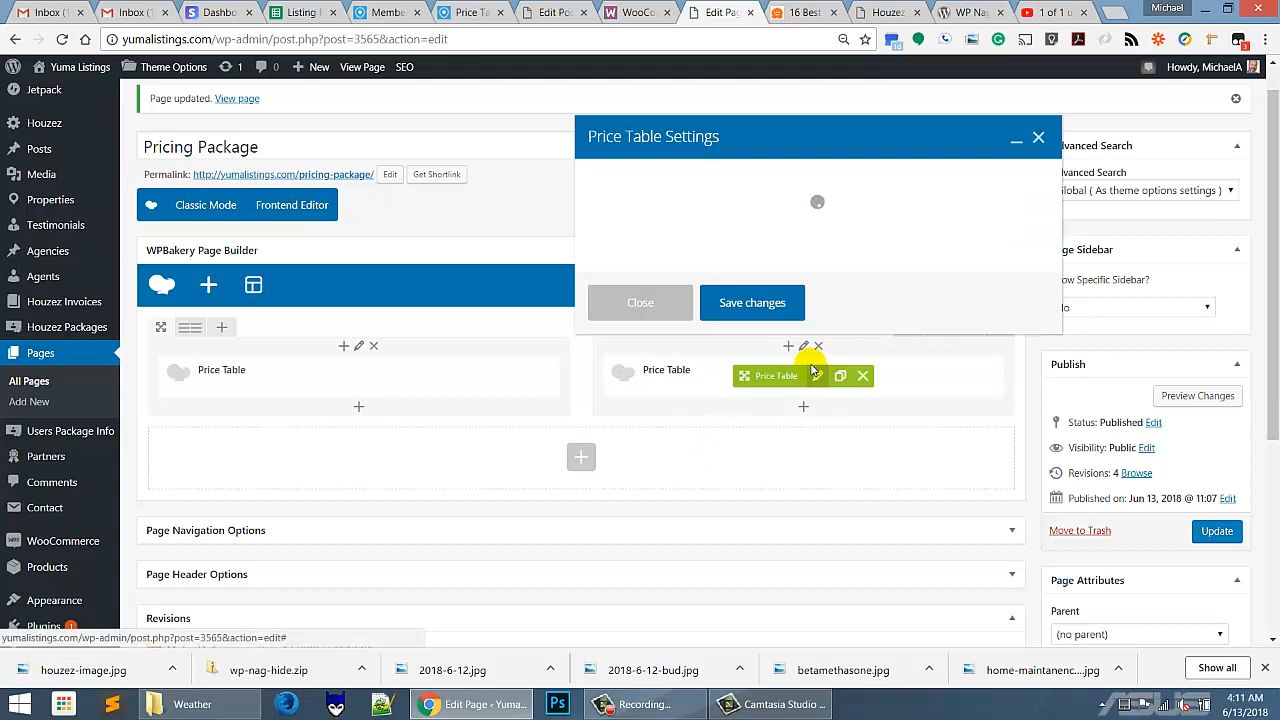 Inbox (1
Inbox (1
Dashbo
Listing F
Membe
Price Ta
Edit Po
WooCo
Edit Pag
16 Best
Houzez
WP Nag
1 of 1 u
Michael
yumalistings.com/wp-admin/post.php?post=3565&action=edit
Yuma Listings
Theme Options
1
0
New
View Page
SEO
Howdy, MichaelA
Jetpack
Houzez
Posts
Media
Properties
Testimonials
Agencies
Agents
Houzez Invoices
Houzez Packages
Pages
All Pages
Add New
Users Package Info
Partners
Comments
Contact
WooCommerce
Products
Appearance
Plugins 1
Page updated. View page
Pricing Package
Permalink: http://yumalistings.com/pricing-package/ Edit Get Shortlink
Classic Mode Frontend Editor
WPBakery Page Builder
Price Table Settings
Close
Save changes
Price Table
Price Table
Price Table
Page Navigation Options
Page Header Options
Revisions
dvanced Search
dvanced Search
lobal ( As theme options settings )
ge Sidebar
ow Specific Sidebar?
o
Publish
Preview Changes
Status: Published Edit
Visibility: Public Edit
Revisions: 4 Browse
Published on: Jun 13, 2018 @ 11:07 Edit
Move to Trash
Update
Page Attributes
Parent
(no parent)
yumalistings.com/wp-admin/post.php?post=3565&action=edit#
houzez-image.jpg
wp-nag-hide.zip
2018-6-12.jpg
2018-6-12-bud.jpg
betamethasone.jpg
home-maintanenc....jpg
Show all
Weather
Edit Page ‹ Yuma...
Recording...
Camtasia Studio ...
ASUS
4:11 AM
6/13/2018